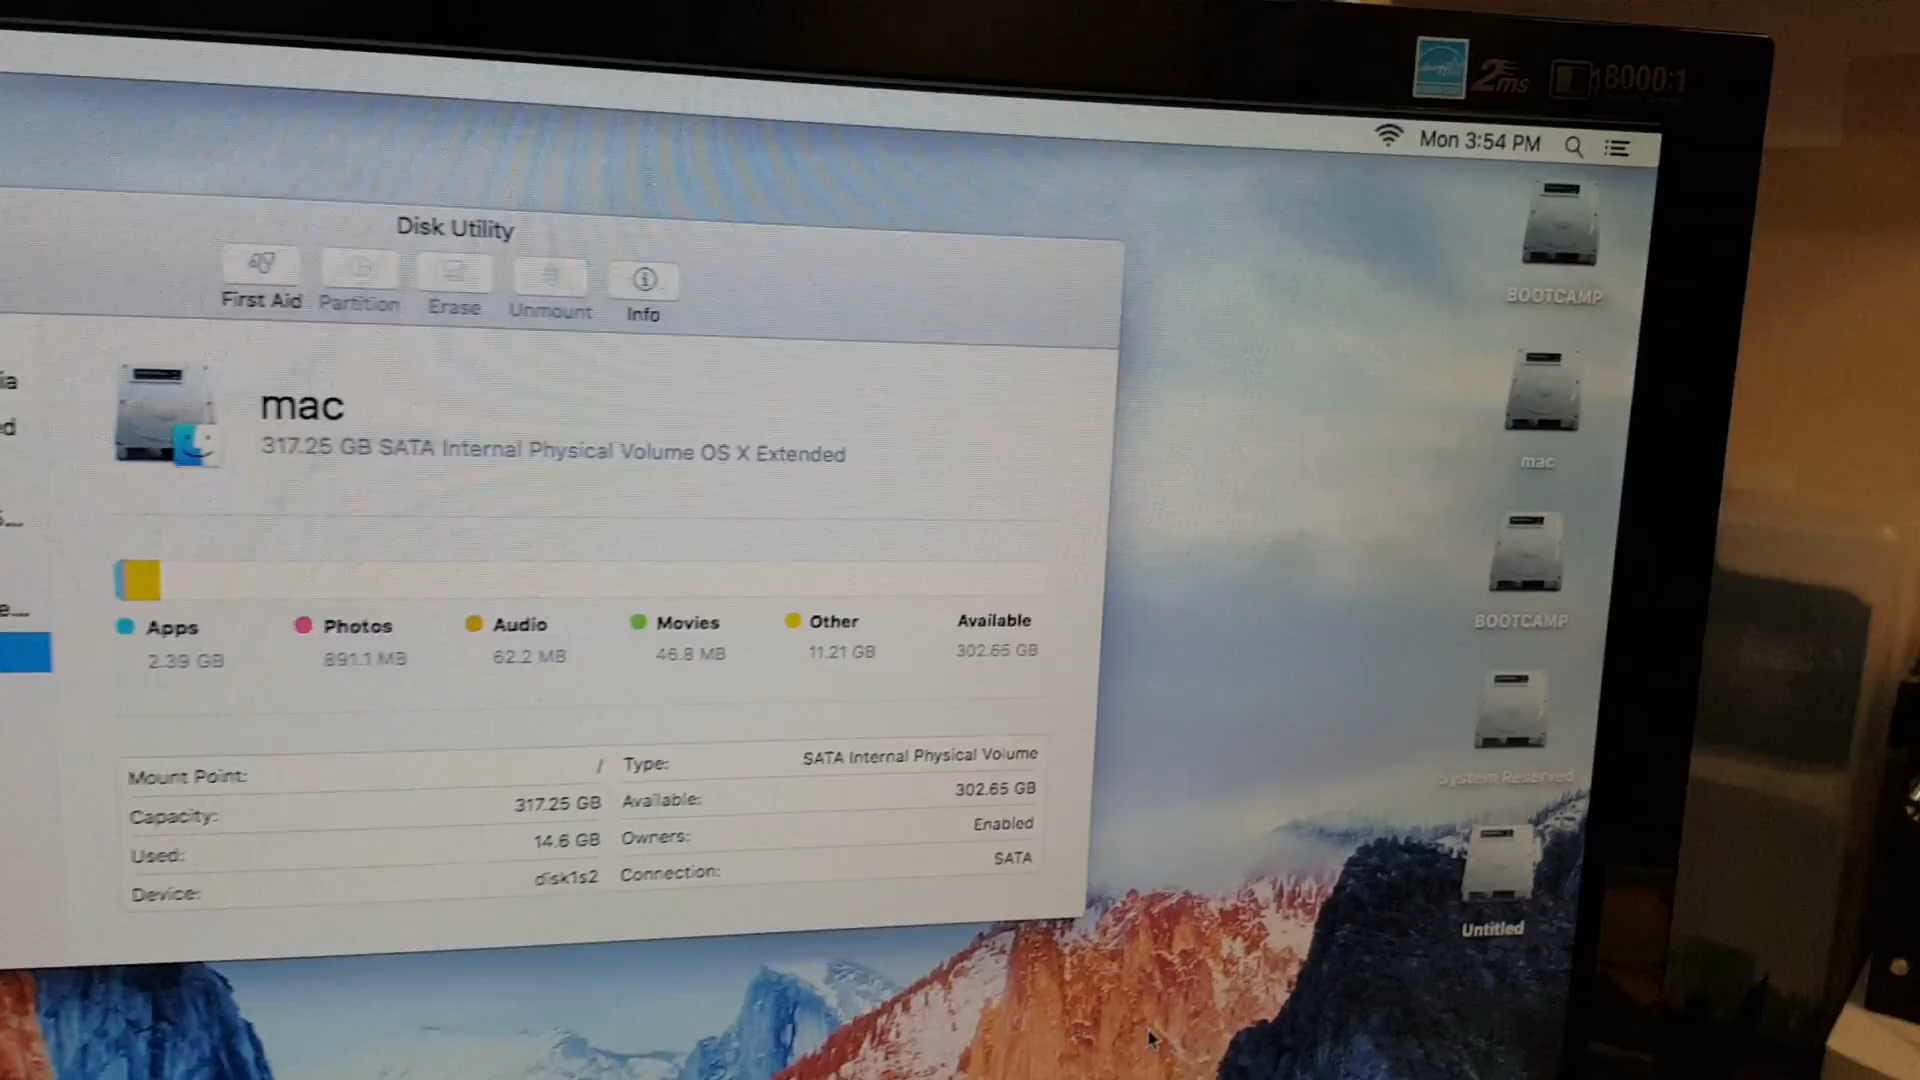 2ms
8000:1
Mon 3:54 PM
Disk Utility
First Aid Partition Erase Unmount Info
BOOTCAMP
mac
317.25 GB SATA Internal Physical Volume OS X Extended
mac
BOOTCAMP
Apps Photos Audio Movies Other Available
2.39 GB 891.1 MB 62.2 MB 46.8 MB 11.21 GB 302.65 GB
System Reserved
Mount Point: / Type: SATA Internal Physical Volume
Capacity: 317.25 GB Available: 302.65 GB
Used: 14.6 GB Owners: Enabled
Device: disk1s2 Connection: SATA
Untitled